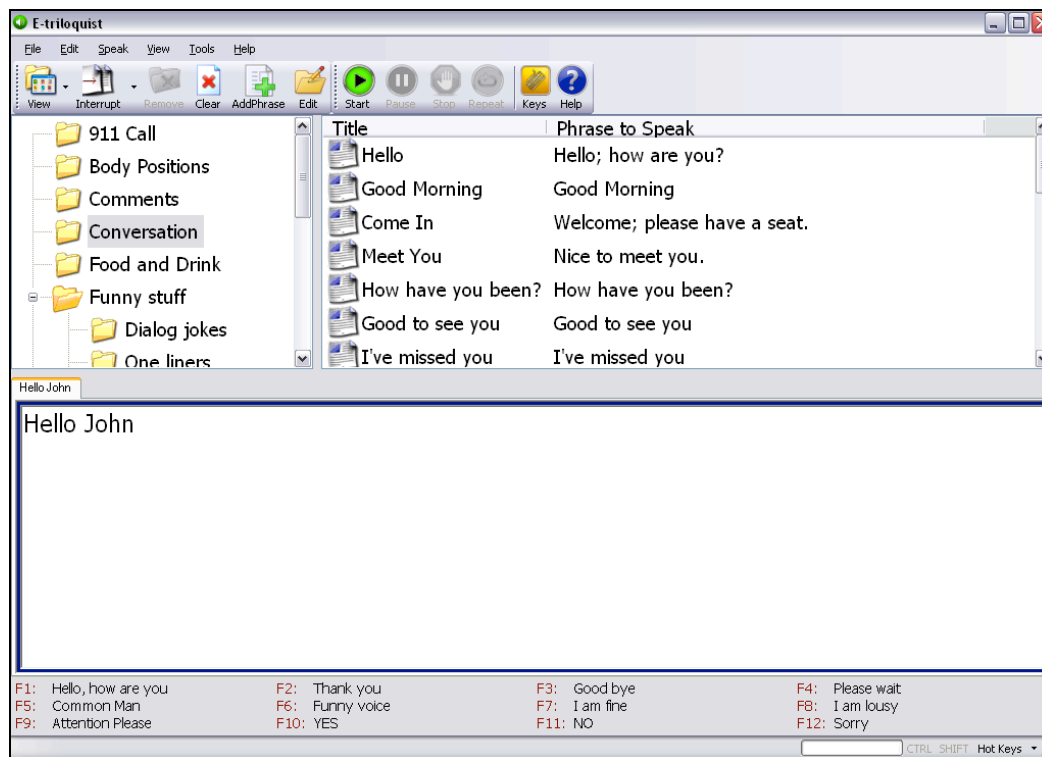 E-triloquist
File Edit Speak View Tools Help
View Interrupt Remove Clear AddPhrase Edit Start Pause Stop Repeat Keys Help
911 Call
Body Positions
Comments
Conversation
Food and Drink
Funny stuff
Dialog jokes
One liners
Title Phrase to Speak
Hello Hello; how are you?
Good Morning Good Morning
Come In Welcome; please have a seat.
Meet You Nice to meet you.
How have you been? How have you been?
Good to see you Good to see you
I've missed you I've missed you
Hello John
Hello John
F1: Hello, how are you F2: Thank you F3: Good bye F4: Please wait
F5: Common Man F6: Funny voice F7: I am fine F8: I am lousy
F9: Attention Please F10: YES F11: NO F12: Sorry
CTRL SHIFT Hot Keys